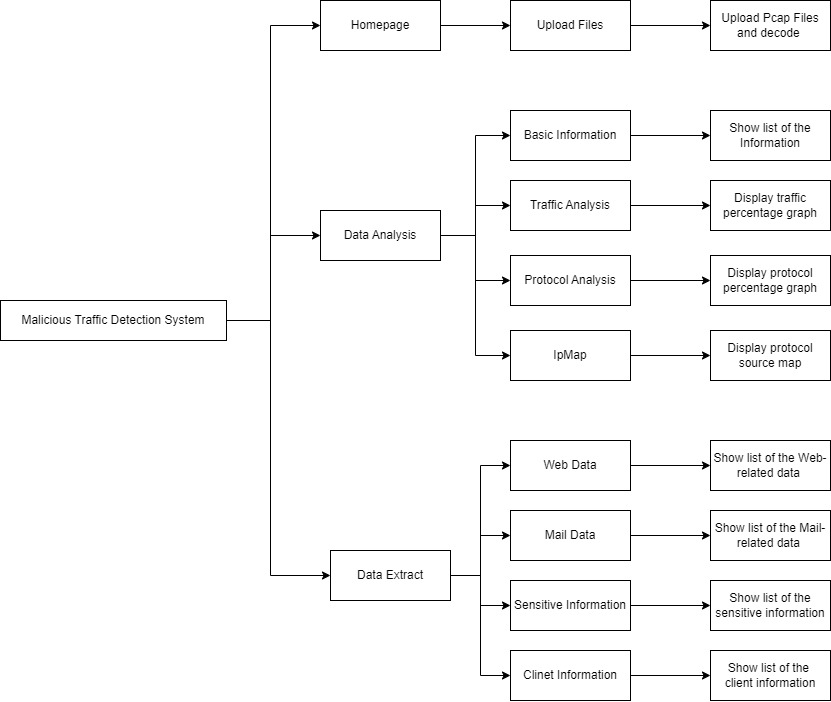 Homepage
Upload Files
Upload Pcap Files
and decode
Basic Information
Show list of the
Information
Traffic Analysis
Display traffic
percentage graph
Data Analysis
Protocol Analysis
Display protocol
percentage graph
Malicious Traffic Detection System
IpMap
Display protocol
source map
Web Data
Show list of the Web-
related data
Mail Data
Show list of the Mail-
related data
Data Extract
Sensitive Information
Show list of the
sensitive information
Clinet Information
Show list of the
client information